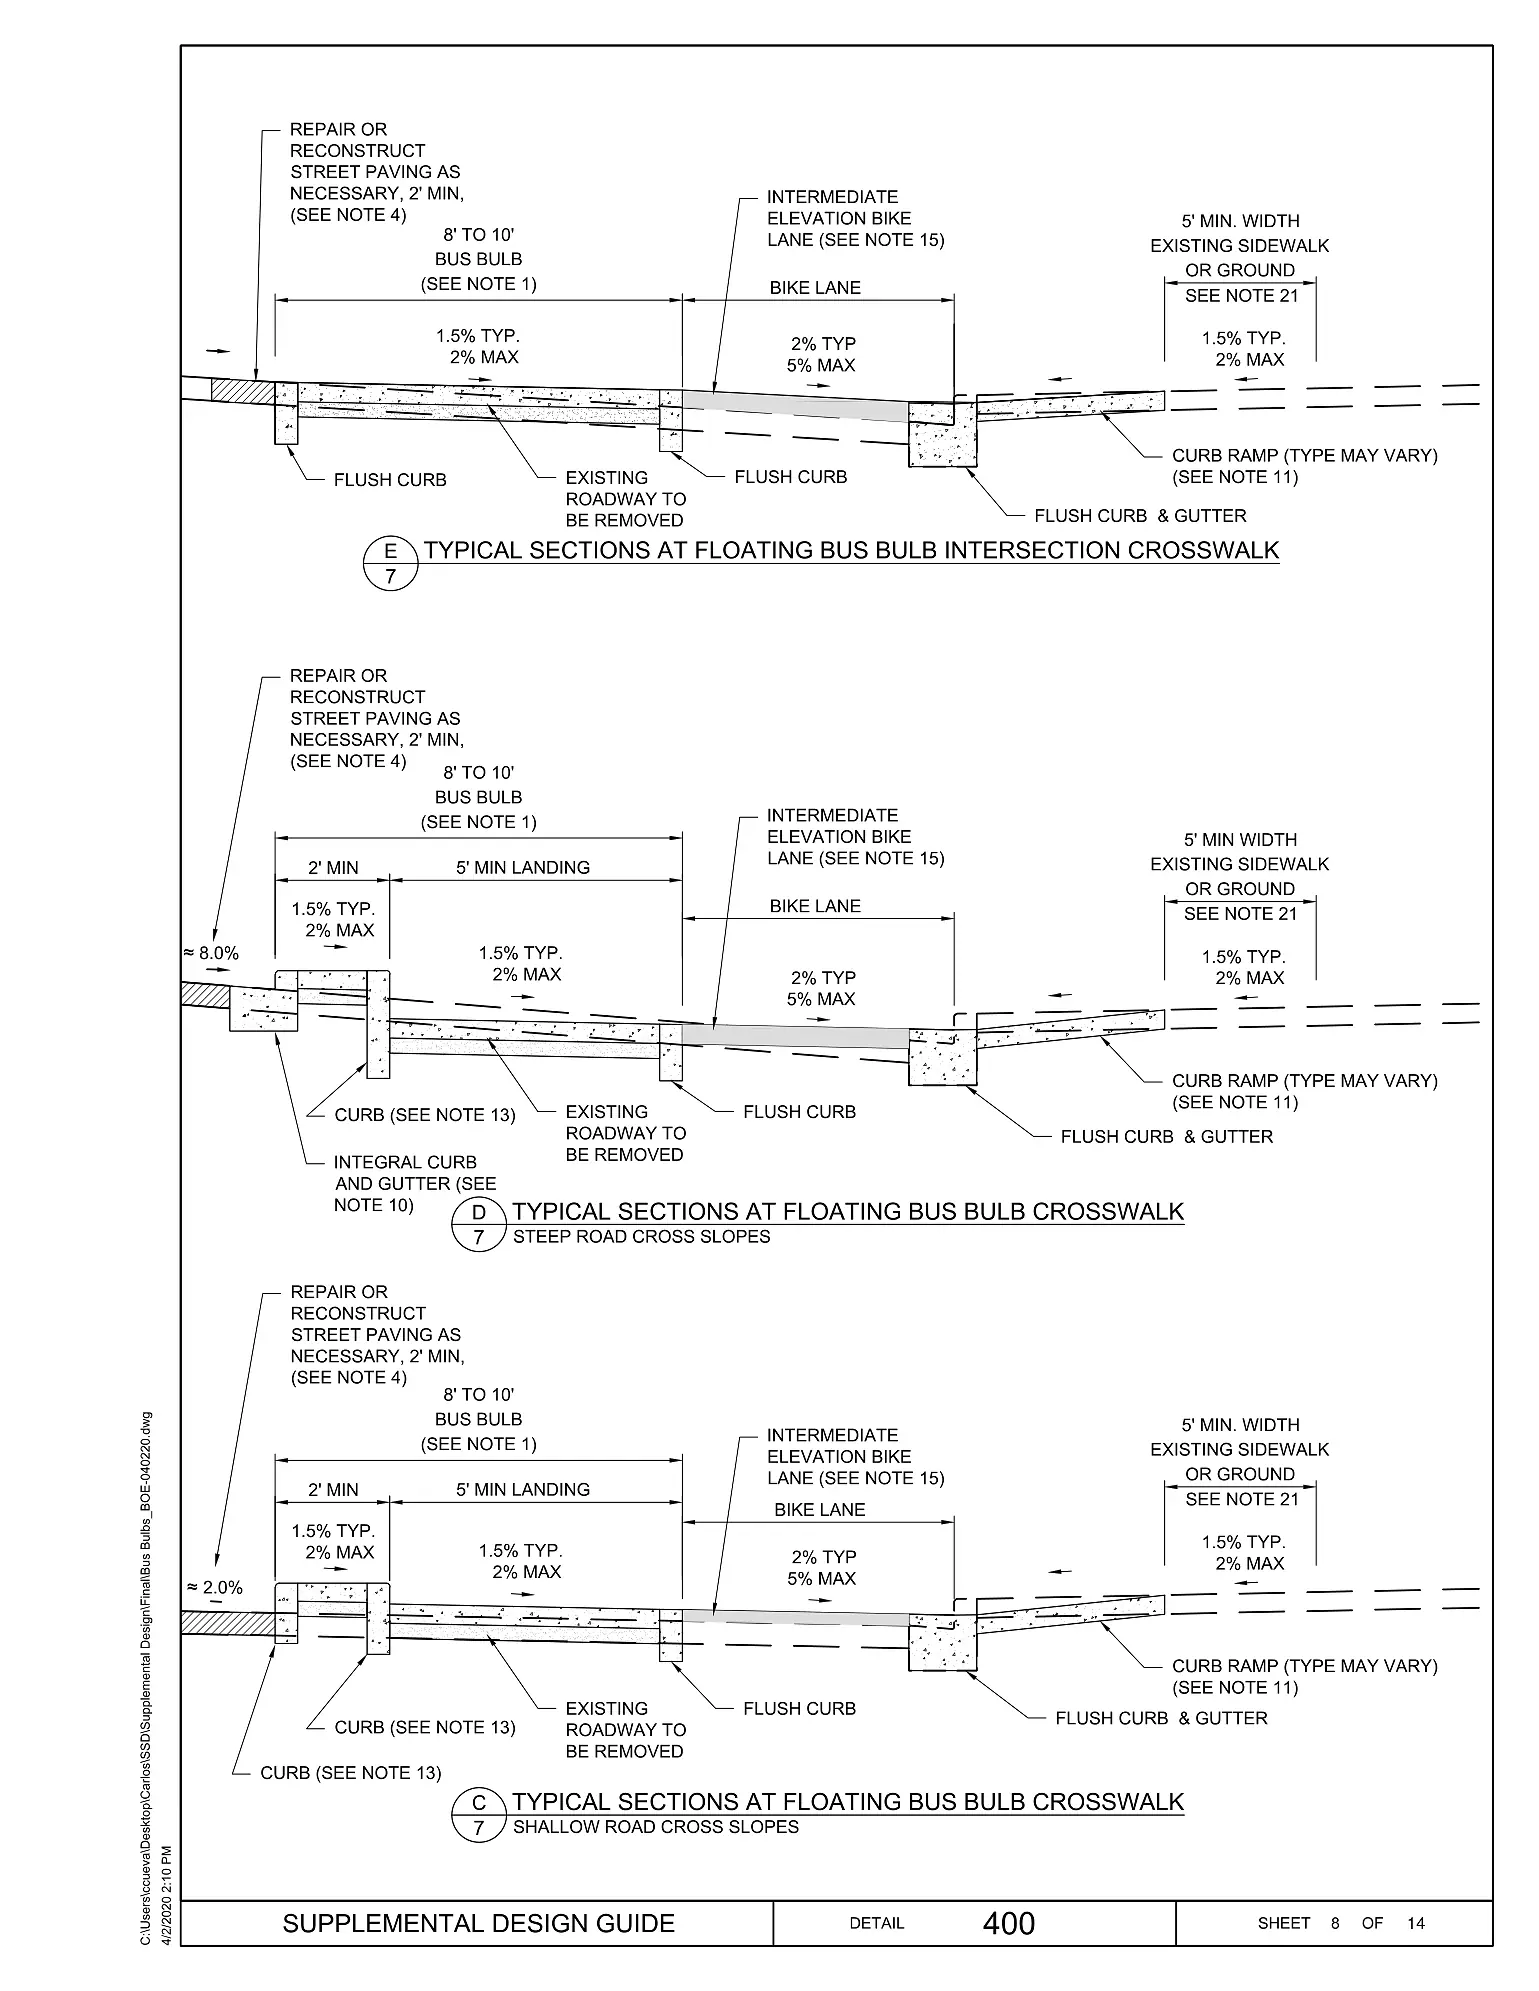 REPAIR OR
RECONSTRUCT
STREET PAVING AS
NECESSARY, 2' MIN,
(SEE NOTE 4)
8' TO 10'
BUS BULB
(SEE NOTE 1)
1.5% TYP.
2% MAX
INTERMEDIATE
ELEVATION BIKE
LANE (SEE NOTE 15)
BIKE LANE
2% TYP
5% MAX
5' MIN. WIDTH
EXISTING SIDEWALK
OR GROUND
SEE NOTE 21
1.5% TYP.
2% MAX
FLUSH CURB
EXISTING
ROADWAY TO
BE REMOVED
FLUSH CURB
CURB RAMP (TYPE MAY VARY)
(SEE NOTE 11)
FLUSH CURB & GUTTER
E
7
TYPICAL SECTIONS AT FLOATING BUS BULB INTERSECTION CROSSWALK
REPAIR OR
RECONSTRUCT
STREET PAVING AS
NECESSARY, 2' MIN,
(SEE NOTE 4)
8' TO 10'
BUS BULB
(SEE NOTE 1)
2' MIN
5' MIN LANDING
1.5% TYP.
2% MAX
≈ 8.0%
1.5% TYP.
2% MAX
INTERMEDIATE
ELEVATION BIKE
LANE (SEE NOTE 15)
BIKE LANE
2% TYP
5% MAX
5' MIN WIDTH
EXISTING SIDEWALK
OR GROUND
SEE NOTE 21
1.5% TYP.
2% MAX
CURB (SEE NOTE 13)
INTEGRAL CURB
AND GUTTER (SEE
NOTE 10)
EXISTING
ROADWAY TO
BE REMOVED
FLUSH CURB
CURB RAMP (TYPE MAY VARY)
(SEE NOTE 11)
FLUSH CURB & GUTTER
D
7
TYPICAL SECTIONS AT FLOATING BUS BULB CROSSWALK
STEEP ROAD CROSS SLOPES
REPAIR OR
RECONSTRUCT
STREET PAVING AS
NECESSARY, 2' MIN,
(SEE NOTE 4)
8' TO 10'
BUS BULB
(SEE NOTE 1)
2' MIN
5' MIN LANDING
1.5% TYP.
2% MAX
≈ 2.0%
1.5% TYP.
2% MAX
INTERMEDIATE
ELEVATION BIKE
LANE (SEE NOTE 15)
BIKE LANE
2% TYP
5% MAX
5' MIN. WIDTH
EXISTING SIDEWALK
OR GROUND
SEE NOTE 21
1.5% TYP.
2% MAX
CURB (SEE NOTE 13)
CURB (SEE NOTE 13)
EXISTING
ROADWAY TO
BE REMOVED
FLUSH CURB
CURB RAMP (TYPE MAY VARY)
(SEE NOTE 11)
FLUSH CURB & GUTTER
C
7
TYPICAL SECTIONS AT FLOATING BUS BULB CROSSWALK
SHALLOW ROAD CROSS SLOPES
SUPPLEMENTAL DESIGN GUIDE
DETAIL 400
SHEET 8 OF 14
C:\Users\ccueva\Desktop\Carlos\SSD\Supplemental Design\Final\Bus Bulbs_BOE-040220.dwg
4/2/2020 2:10 PM